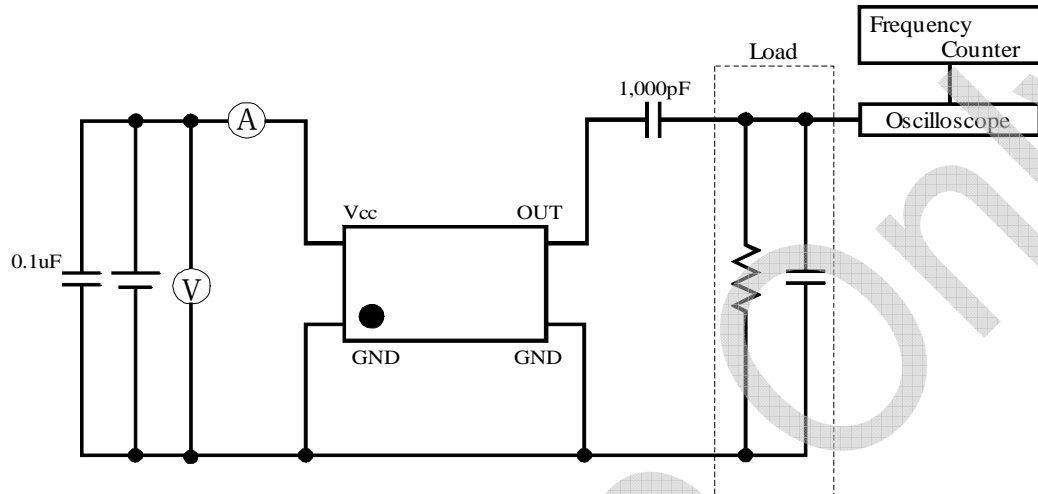 Frequency
Counter
Load
1,000pF
Oscilloscope
A
Vcc
OUT
0.1uF
V
GND
GND